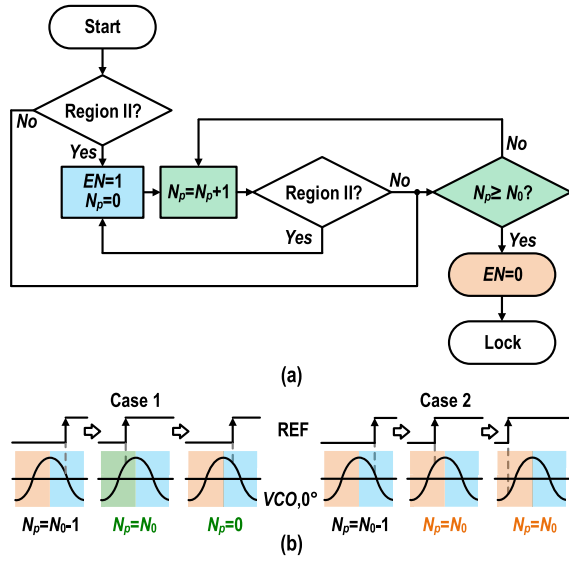 Start
Region II?
No
Yes
EN=1
Np=0
Np=Np+1
Region II?
No
Yes
No
Np≥ N0?
Yes
EN=0
Lock
(a)
Case 1
REF
Case 2
VCO,0°
Np=N0-1
Np=N0
Np=0
Np=N0-1
Np=N0
Np=N0
(b)